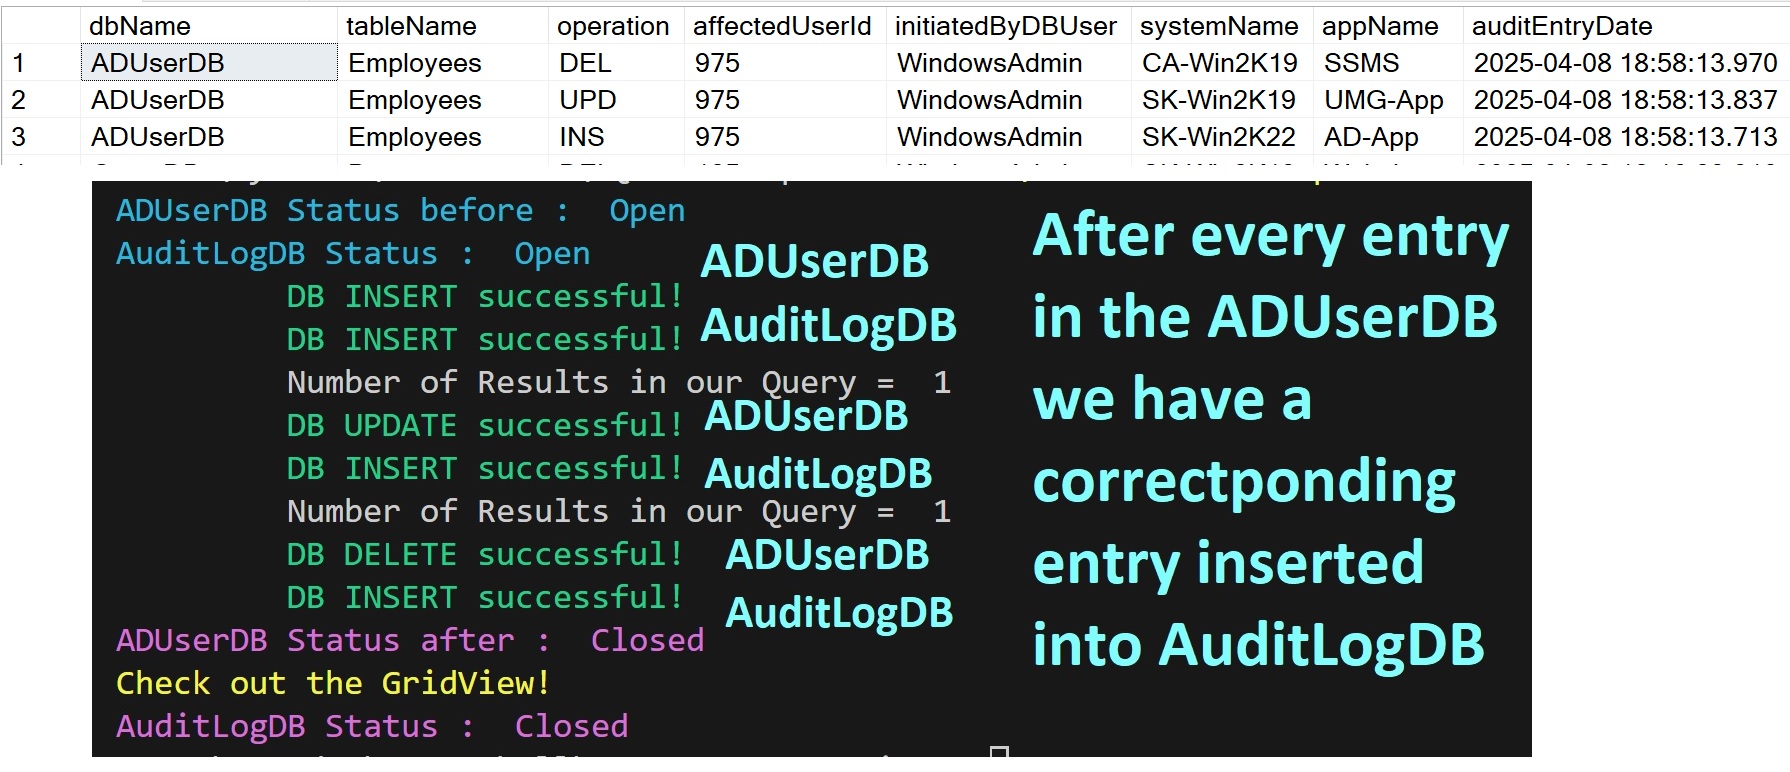 dbName tableName operation affectedUserId initiatedByDBUser systemName appName auditEntryDate
1 ADUserDB Employees DEL 975 WindowsAdmin CA-Win2K19 SSMS 2025-04-08 18:58:13.970
2 ADUserDB Employees UPD 975 WindowsAdmin SK-Win2K19 UMG-App 2025-04-08 18:58:13.837
3 ADUserDB Employees INS 975 WindowsAdmin SK-Win2K22 AD-App 2025-04-08 18:58:13.713
ADUserDB Status before : Open
AuditLogDB Status : Open
DB INSERT successful! ADUserDB
DB INSERT successful! AuditLogDB
Number of Results in our Query = 1
DB UPDATE successful! ADUserDB
DB INSERT successful! AuditLogDB
Number of Results in our Query = 1
DB DELETE successful! ADUserDB
DB INSERT successful! AuditLogDB
ADUserDB Status after : Closed
Check out the GridView!
AuditLogDB Status : Closed
After every entry
in the ADUserDB
we have a
correctponding
entry inserted
into AuditLogDB